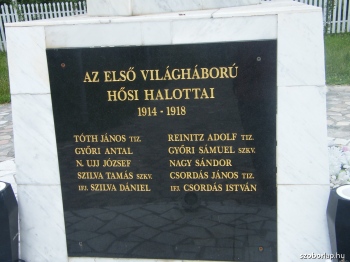 AZ ELSŐ VILÁGHÁBORÚ
HŐSI HALOTTAI
1914 - 1918
TÓTH JÁNOS TIZ.
GYŐRI ANTAL
N. UJJ JÓZSEF
SZILVA TAMÁS SZKV.
IFJ. SZILVA DÁNIEL
REINITZ ADOLF TIZ.
GYŐRI SÁMUEL SZKV.
NAGY SÁNDOR
CSORDÁS JÁNOS TIZ.
IFJ. CSORDÁS ISTVÁN
szoborlap.hu